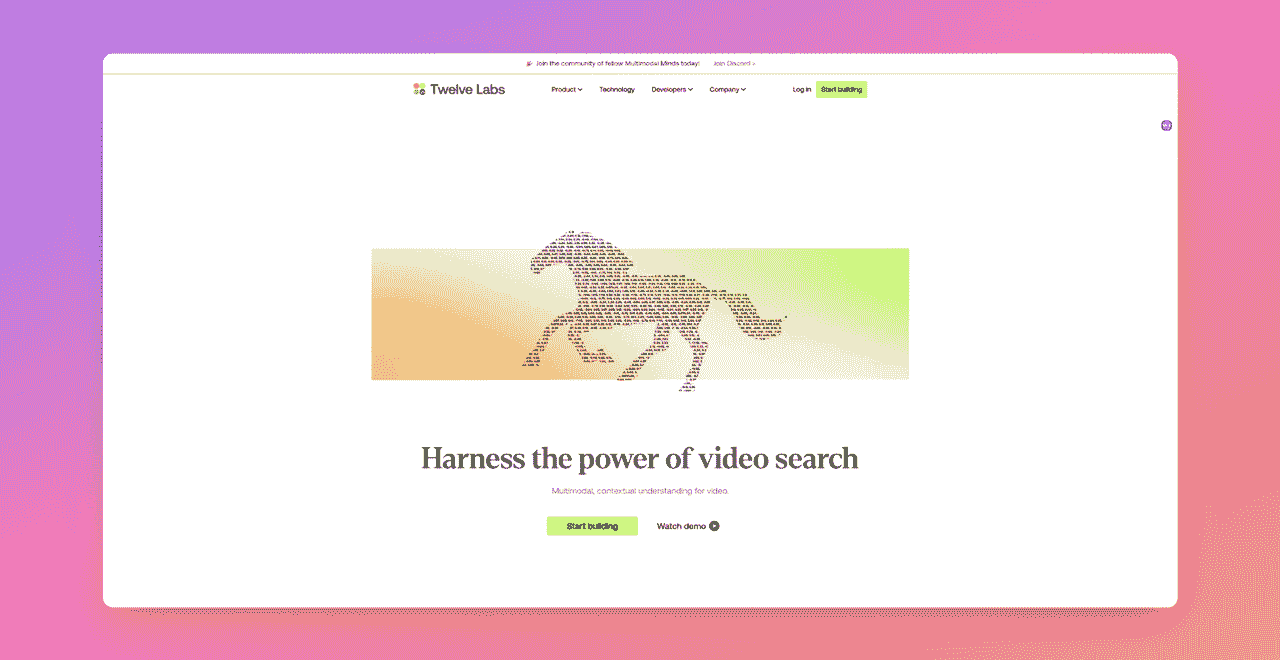 🎉 Join the community of fellow Multimodal Minds today! Join Discord >
Twelve Labs Product Technology Developers Company Log in Start building
Harness the power of video search
Multimodal, contextual understanding for video.
Start building Watch demo